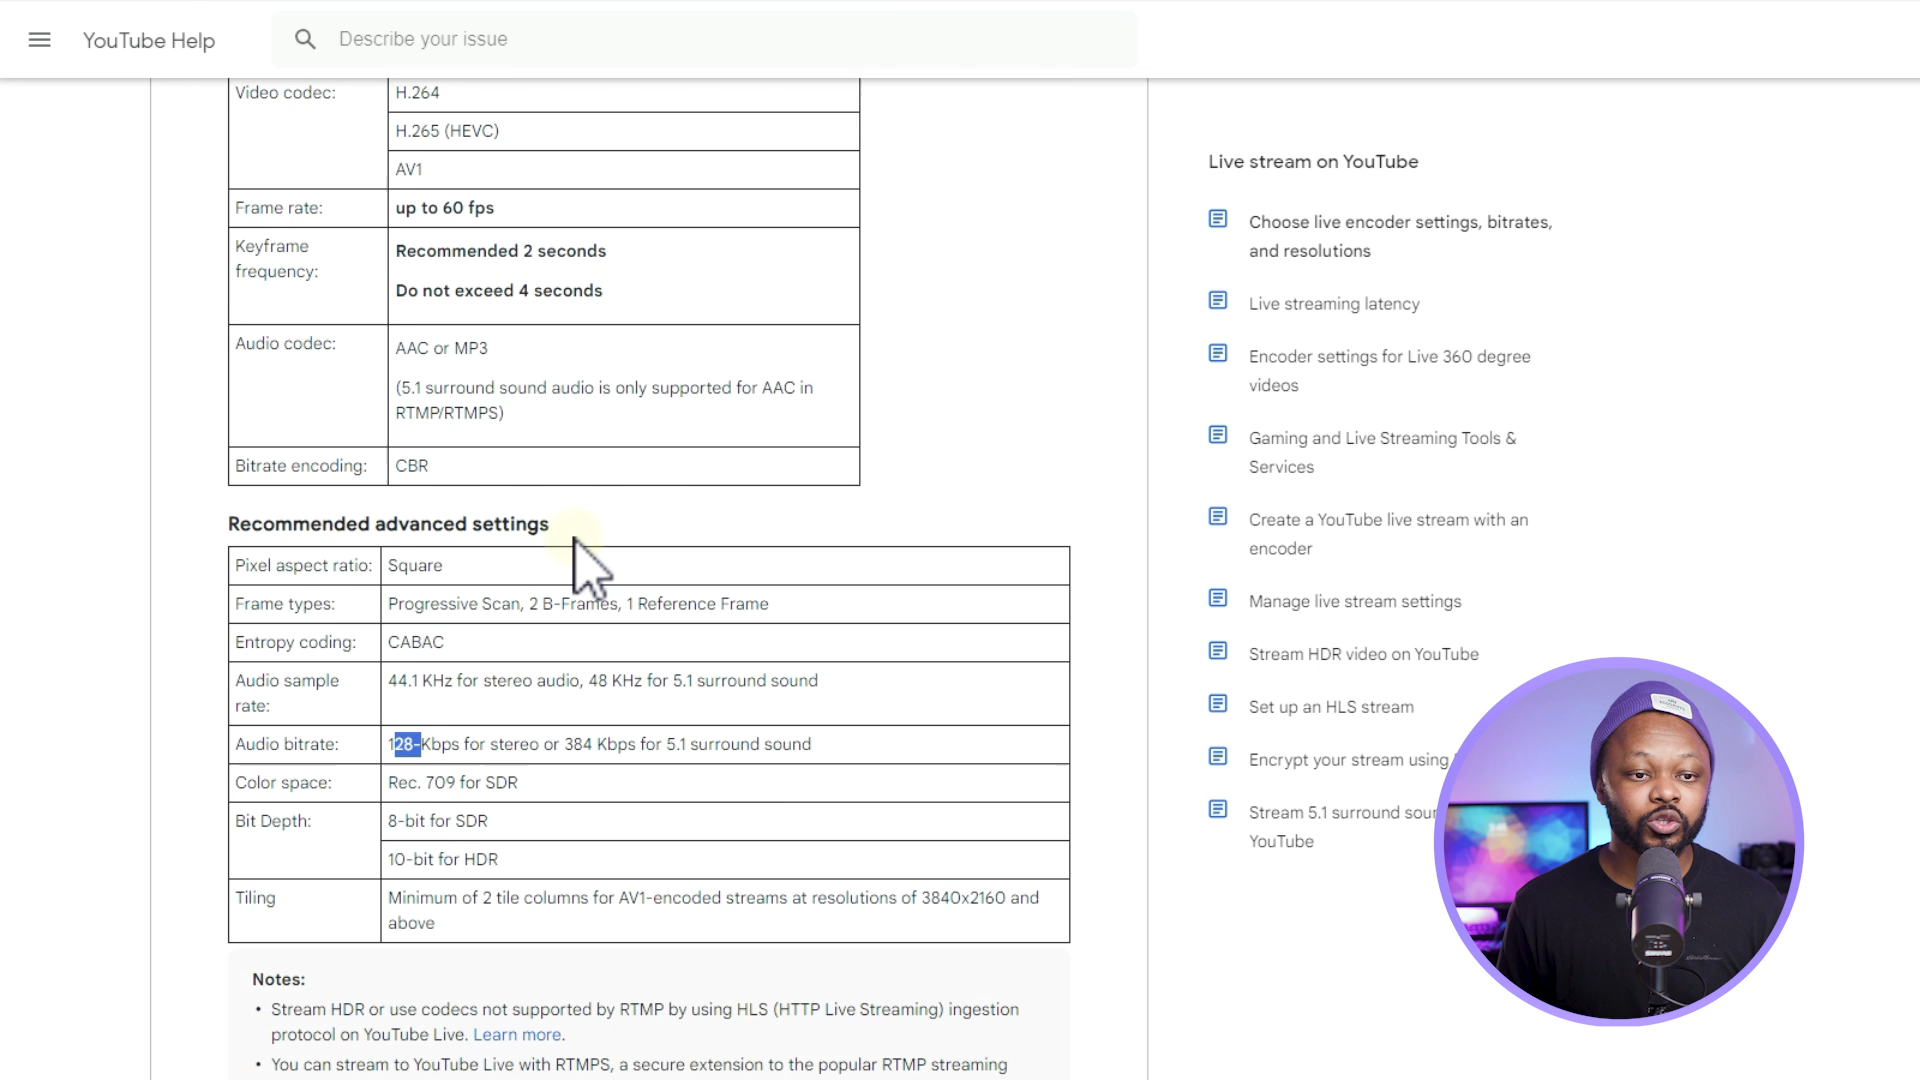 YouTube Help
Describe your issue
Video codec:
H.264
H.265 (HEVC)
AV1
Frame rate:
up to 60 fps
Keyframe
frequency:
Recommended 2 seconds
Do not exceed 4 seconds
Audio codec:
AAC or MP3
(5.1 surround sound audio is only supported for AAC in
RTMP/RTMPS)
Bitrate encoding:
CBR
Recommended advanced settings
Pixel aspect ratio:
Square
Frame types:
Progressive Scan, 2 B-Frames, 1 Reference Frame
Entropy coding:
CABAC
Audio sample
rate:
44.1 KHz for stereo audio, 48 KHz for 5.1 surround sound
Audio bitrate:
128-Kbps for stereo or 384 Kbps for 5.1 surround sound
Color space:
Rec. 709 for SDR
Bit Depth:
8-bit for SDR
10-bit for HDR
Tiling
Minimum of 2 tile columns for AV1-encoded streams at resolutions of 3840x2160 and
above
Notes:
• Stream HDR or use codecs not supported by RTMP by using HLS (HTTP Live Streaming) ingestion
protocol on YouTube Live. Learn more.
• You can stream to YouTube Live with RTMPS, a secure extension to the popular RTMP streaming
Live stream on YouTube
Choose live encoder settings, bitrates,
and resolutions
Live streaming latency
Encoder settings for Live 360 degree
videos
Gaming and Live Streaming Tools &
Services
Create a YouTube live stream with an
encoder
Manage live stream settings
Stream HDR video on YouTube
Set up an HLS stream
Encrypt your stream using
Stream 5.1 surround sour
YouTube